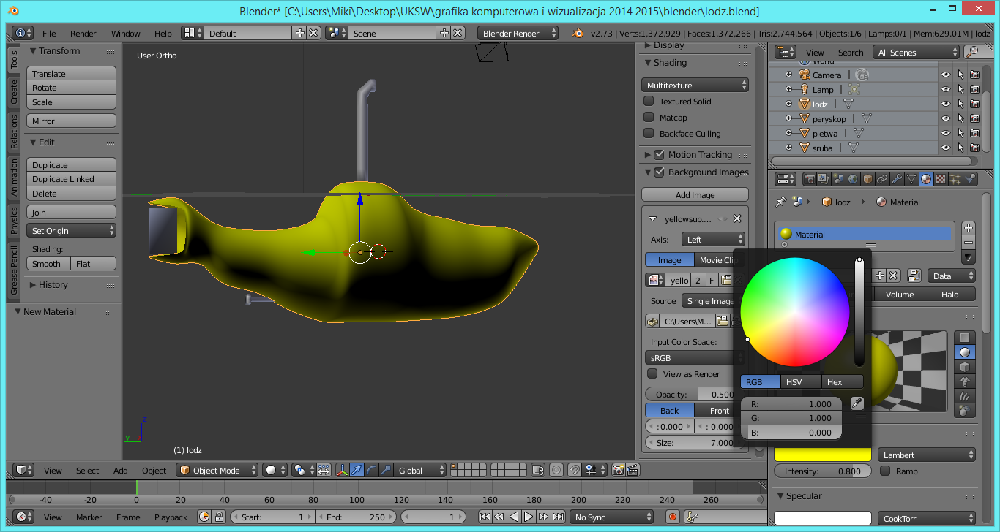 Blender* [C:\Users\Miki\Desktop\UKSW\grafika komputerowa i wizualizacja 2014 2015\blender\lodz.blend]
File Render Window Help Default Scene Blender Render v2.73 | Verts:1,372,929 | Faces:1,372,266 | Tris:2,744,564 | Objects:1/6 | Lamps:0/1 | Mem:629.01M | lodz
Tools
Create
Relations
Animation
Physics
Grease Pencil
Transform
Translate
Rotate
Scale
Mirror
Edit
Duplicate
Duplicate Linked
Delete
Join
Set Origin
Shading:
Smooth Flat
History
New Material
User Ortho
z
y
(1) lodz
Display
Shading
Multitexture
Textured Solid
Matcap
Backface Culling
Motion Tracking
Background Images
Add Image
yellowsub....
Axis: Left
Image Movie Clip
yello 2 F
Source Single Image
C:\Users\M...
Input Color Space:
sRGB
View as Render
Opacity: 0.500
Back Front
: 0.000 : 0.000
Size: 7.000
View Search All Scenes
World
Camera
Lamp
lodz
peryskop
pletwa
sruba
lodz Material
Material
Data
Volume Halo
RGB HSV Hex
R: 1.000
G: 1.000
B: 0.000
Lambert
Intensity: 0.800 Ramp
Specular
CookTorr
View Select Add Object Object Mode Global
-40 -20 0 20 40 60 80 100 120 140 160 180 200 220 240 260
View Marker Frame Playback Start: 1 End: 250 1 No Sync